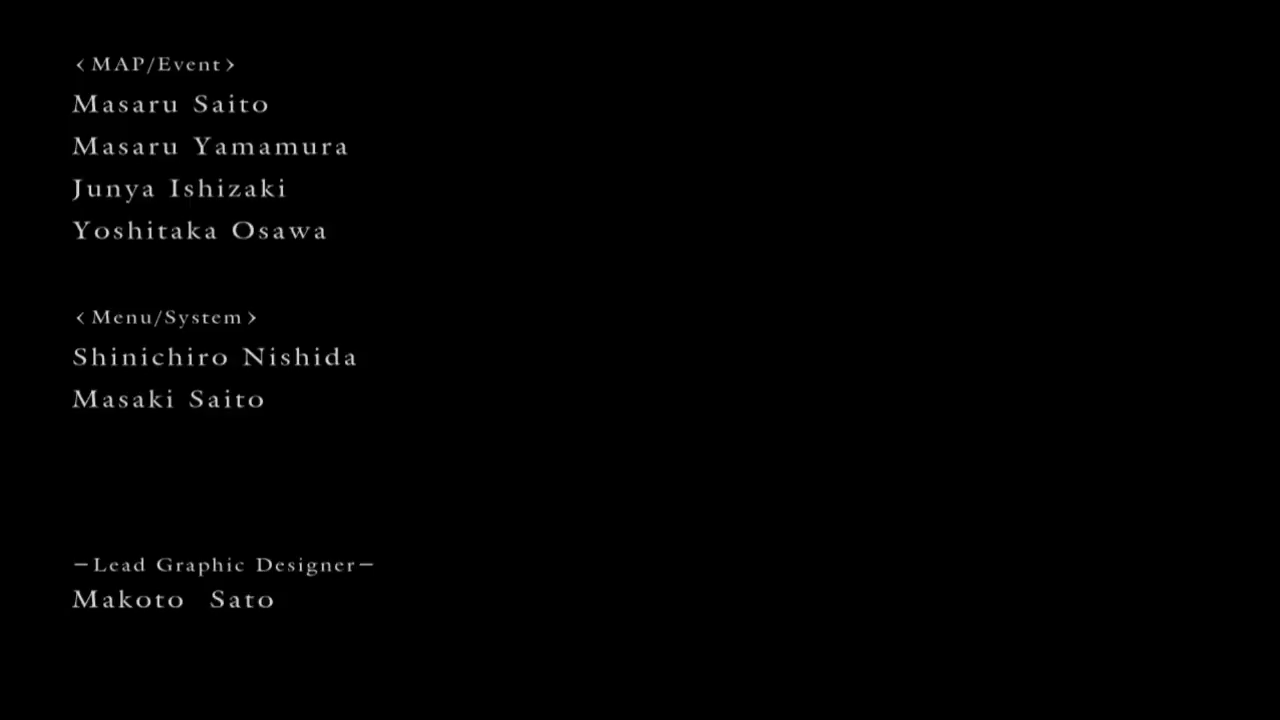 <MAP/Event>
Masaru Saito
Masaru Yamamura
Junya Ishizaki
Yoshitaka Osawa
<Menu/System>
Shinichiro Nishida
Masaki Saito
−Lead Graphic Designer−
Makoto Sato